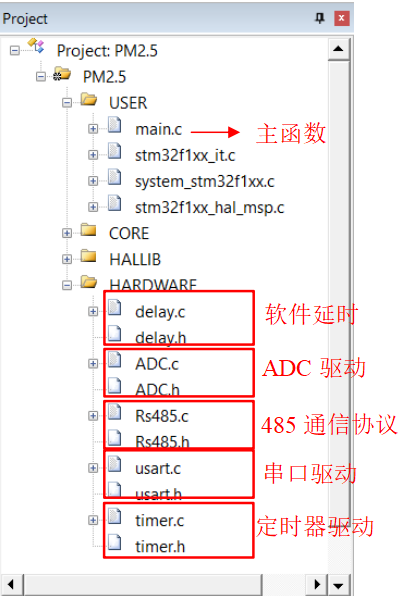 Project
Project: PM2.5
PM2.5
USER
main.c 主函数
stm32f1xx_it.c
system_stm32f1xx.c
stm32f1xx_hal_msp.c
CORE
HALLIB
HARDWARE
delay.c 软件延时
delay.h
ADC.c ADC 驱动
ADC.h
Rs485.c 485 通信协议
Rs485.h
usart.c 串口驱动
usart.h
timer.c 定时器驱动
timer.h